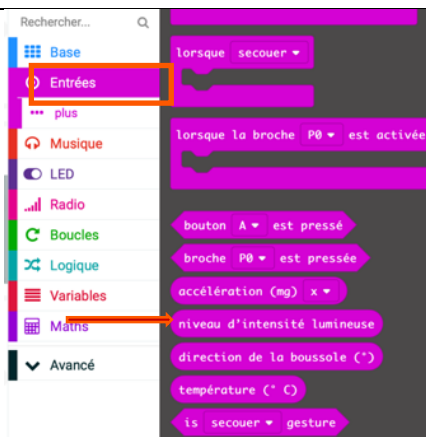 Rechercher...
Base
Entrées
plus
Musique
LED
Radio
Boucles
Logique
Variables
Maths
Avancé
lorsque secouer
lorsque la broche P0 est activée
bouton A est pressé
broche P0 est pressée
accélération (mg) x
niveau d'intensité lumineuse
direction de la boussole (°)
température (° C)
is secouer gesture